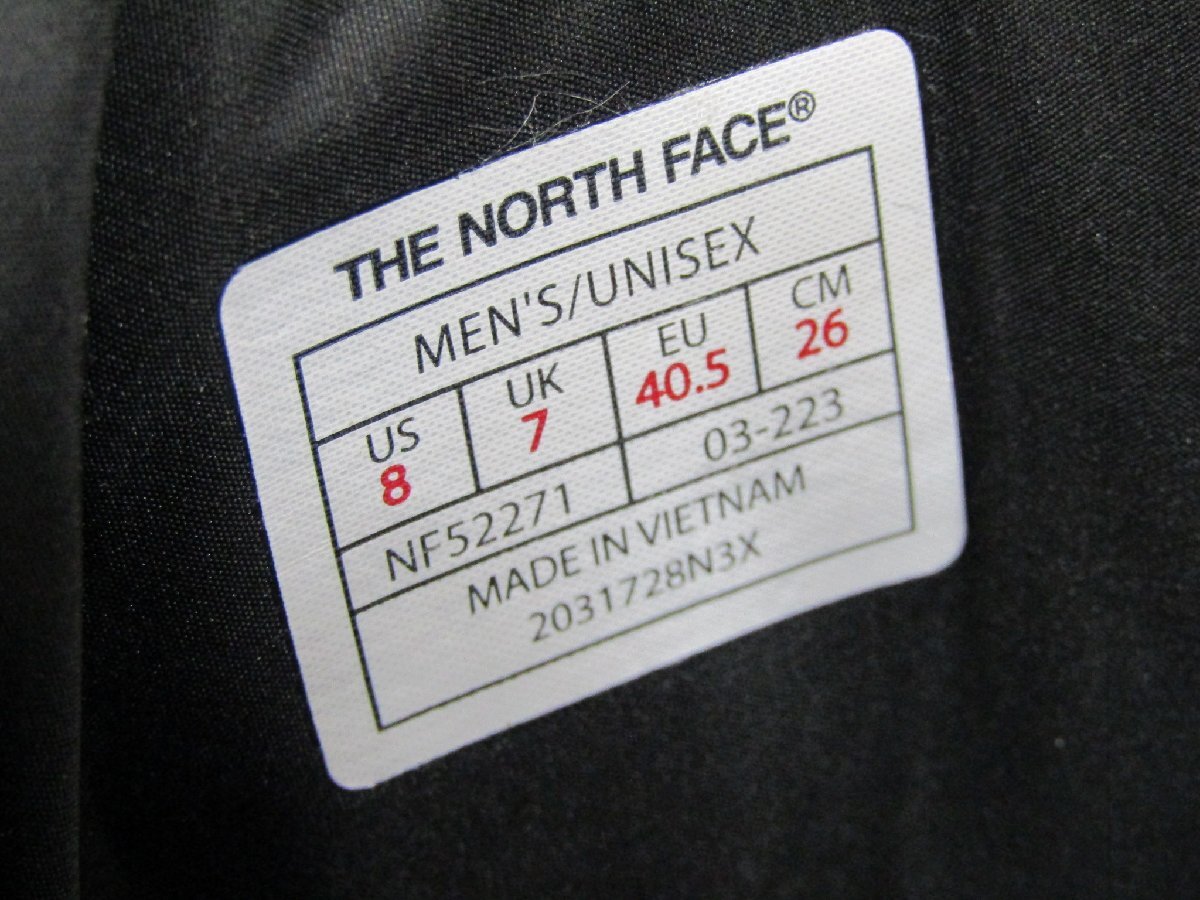 THE NORTH FACE®
MEN'S/UNISEX
US UK EU CM
8 7 40.5 26
NF52271 03-223
MADE IN VIETNAM
2031728N3X